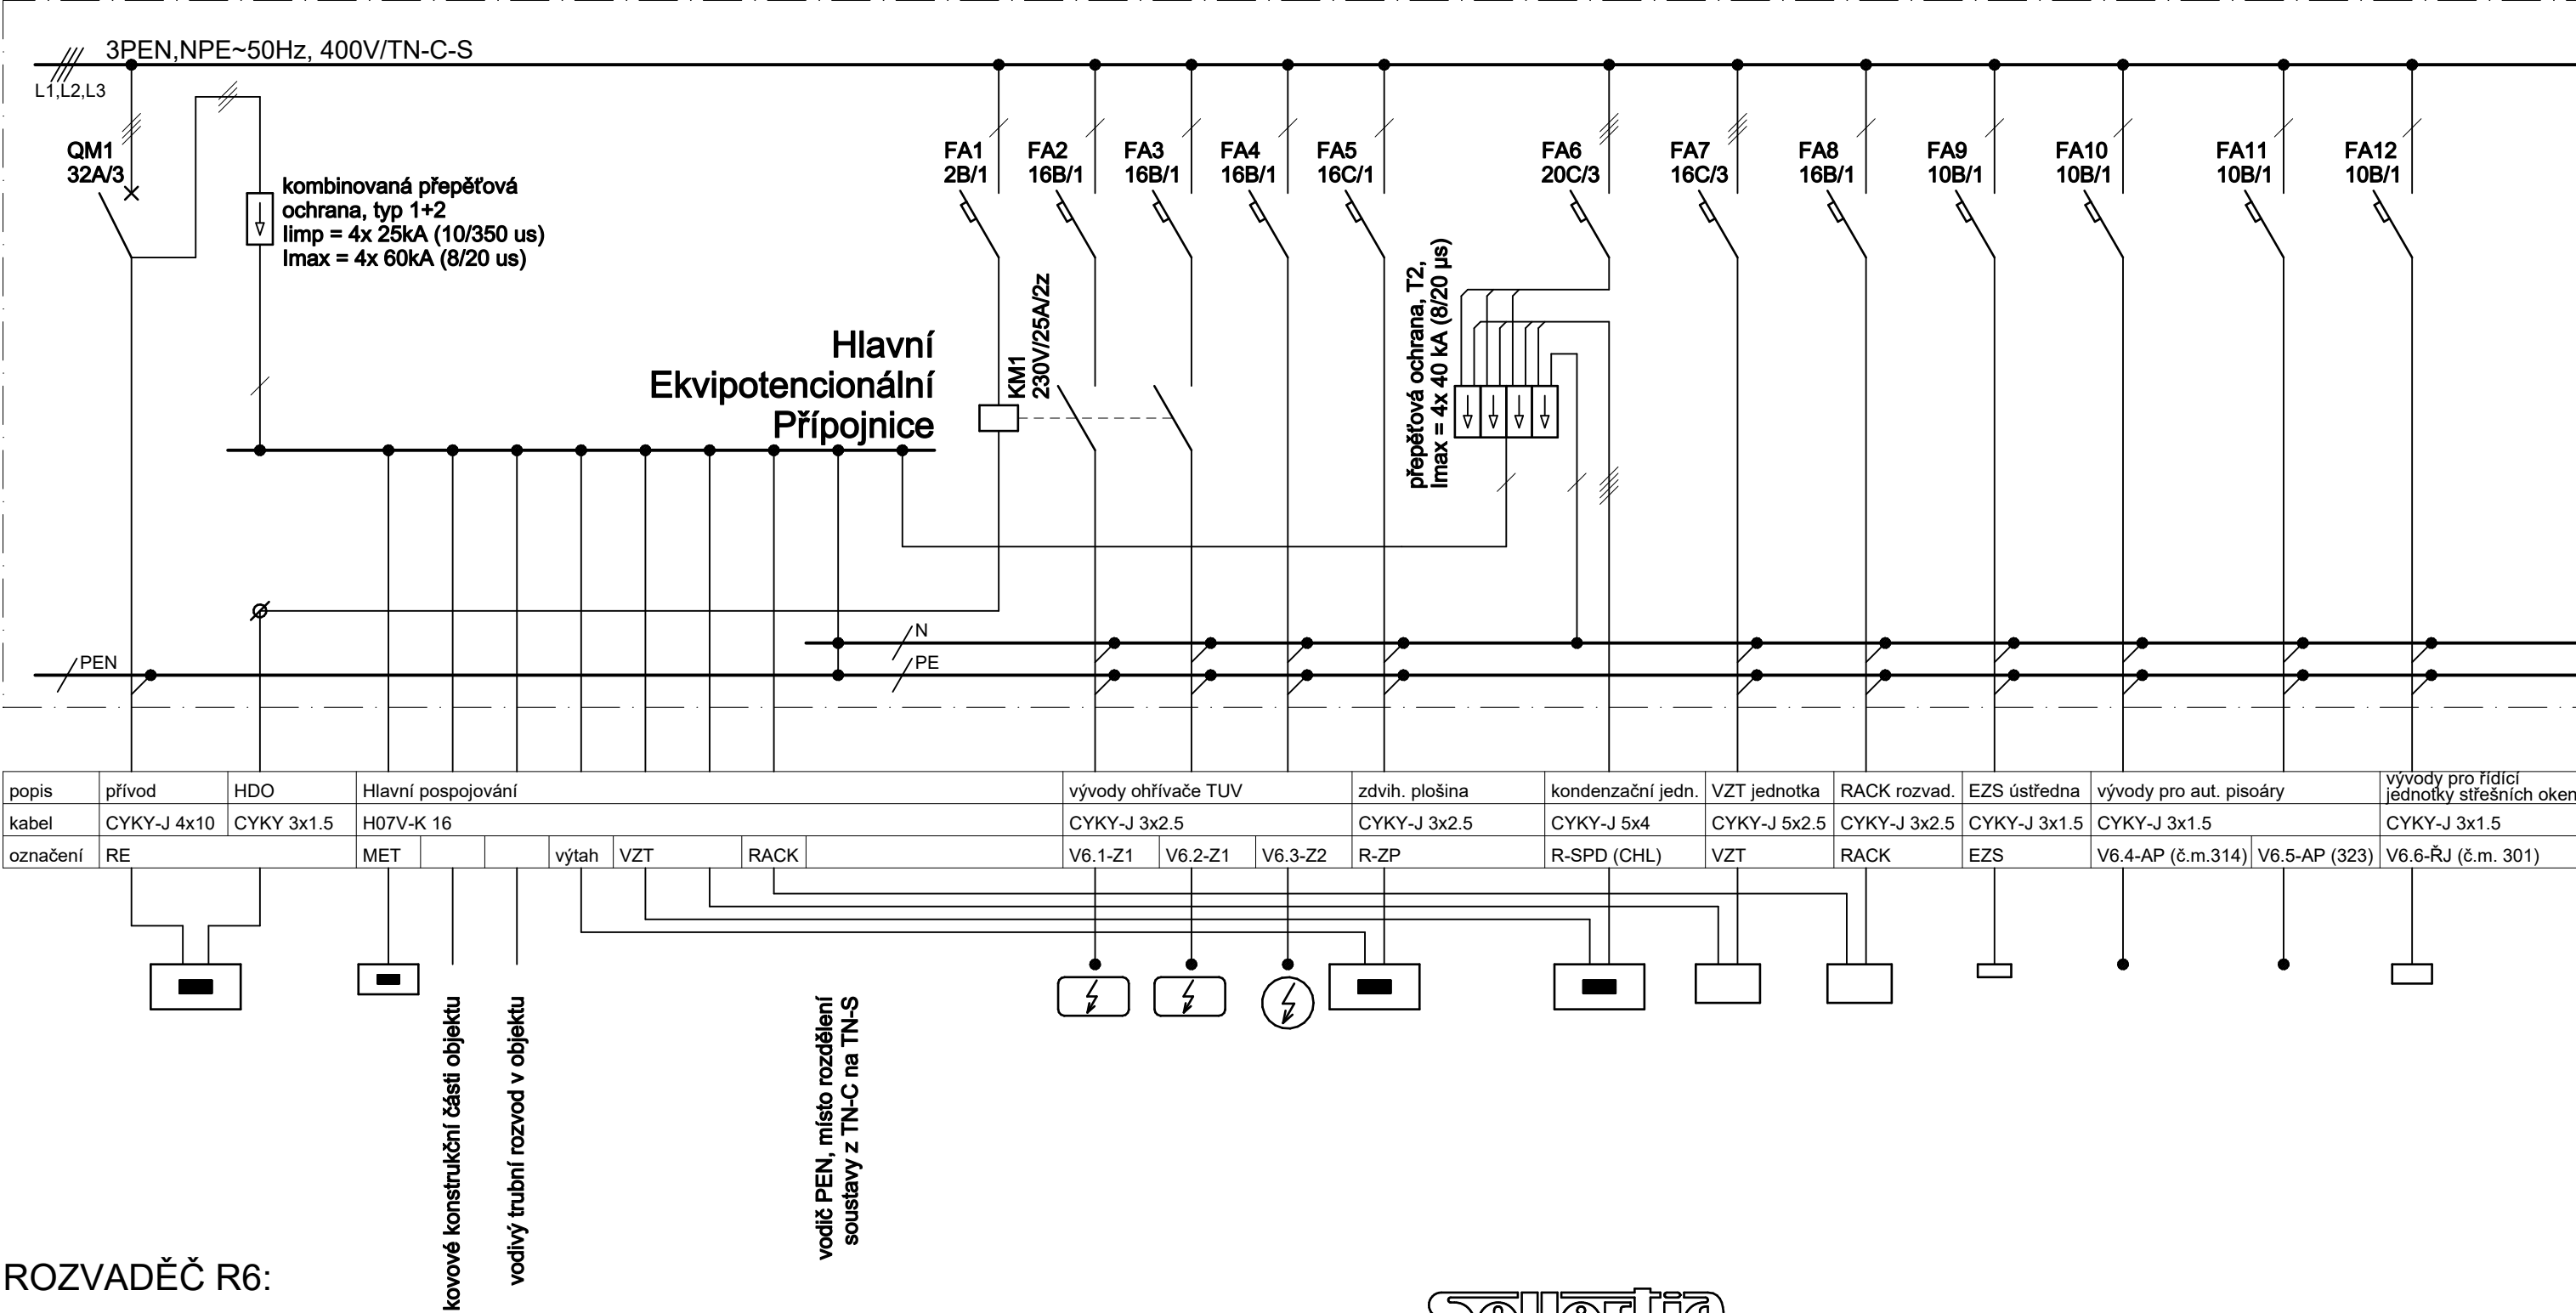 3PEN,NPE~50Hz, 400V/TN-C-S
L1,L2,L3
QM1
32A/3
kombinovaná přepěťová
ochrana, typ 1+2
Iimp = 4x 25kA (10/350 us)
Imax = 4x 60kA (8/20 us)
FA1
2B/1
FA2
16B/1
FA3
16B/1
FA4
16B/1
FA5
16C/1
FA6
20C/3
FA7
16C/3
FA8
16B/1
FA9
10B/1
FA10
10B/1
FA11
10B/1
FA12
10B/1
Hlavní
Ekvipotencionální
Přípojnice
KM1
230V/25A/2z
přepěťová ochrana, T2,
Imax = 4x 40 kA (8/20 µs)
N
PEN
PE
popis přívod HDO Hlavní pospojování vývody ohřívače TUV zdvih. plošina kondenzační jedn. VZT jednotka RACK rozvad. EZS ústředna vývody pro aut. pisoáry vývody pro řídící
jednotky střešních oken
kabel CYKY-J 4x10 CYKY 3x1.5 H07V-K 16 CYKY-J 3x2.5 CYKY-J 3x2.5 CYKY-J 5x4 CYKY-J 5x2.5 CYKY-J 3x2.5 CYKY-J 3x1.5 CYKY-J 3x1.5 CYKY-J 3x1.5
označení RE MET výtah VZT RACK V6.1-Z1 V6.2-Z1 V6.3-Z2 R-ZP R-SPD (CHL) VZT RACK EZS V6.4-AP (č.m.314) V6.5-AP (323) V6.6-ŘJ (č.m. 301)
kovové konstrukční části objektu
vodivý trubní rozvod v objektu
vodič PEN, místo rozdělení
soustavy z TN-C na TN-S
ROZVADĚČ R6: